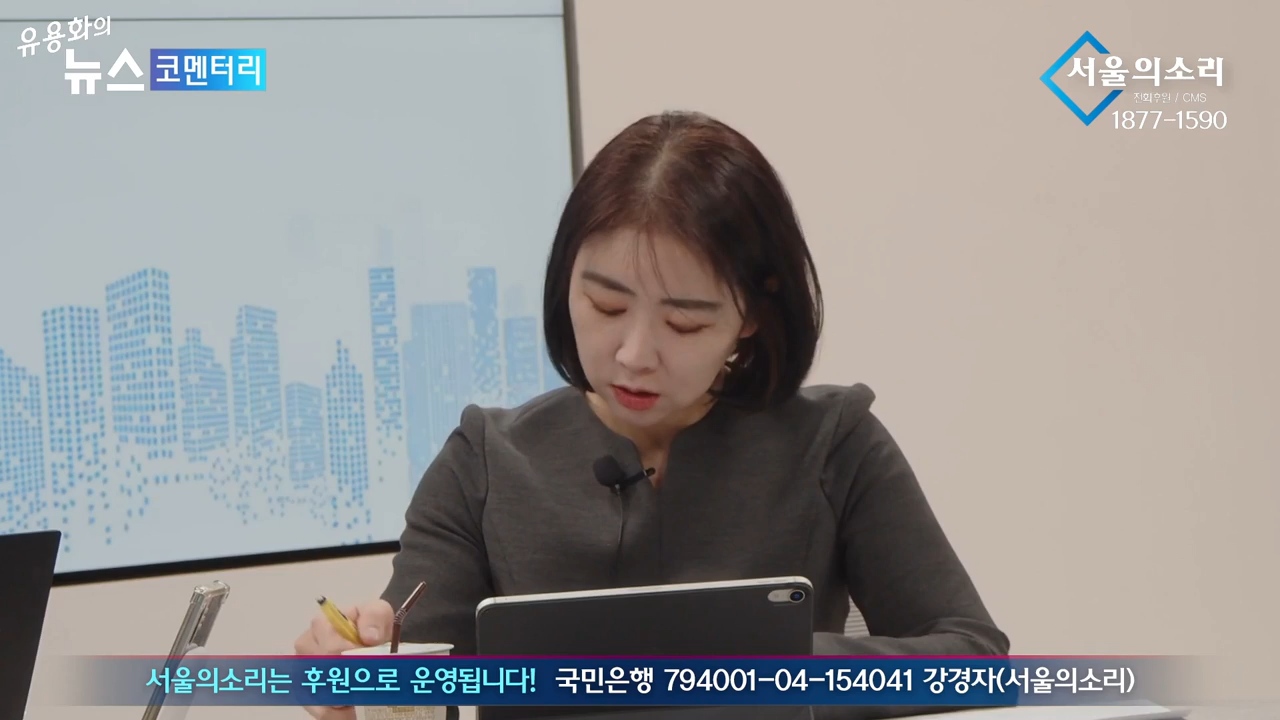 유용화의
뉴스 코멘터리
서울의소리
전화후원 / CMS
1877-1590
서울의소리는 후원으로 운영됩니다! 국민은행 794001-04-154041 강경자(서울의소리)